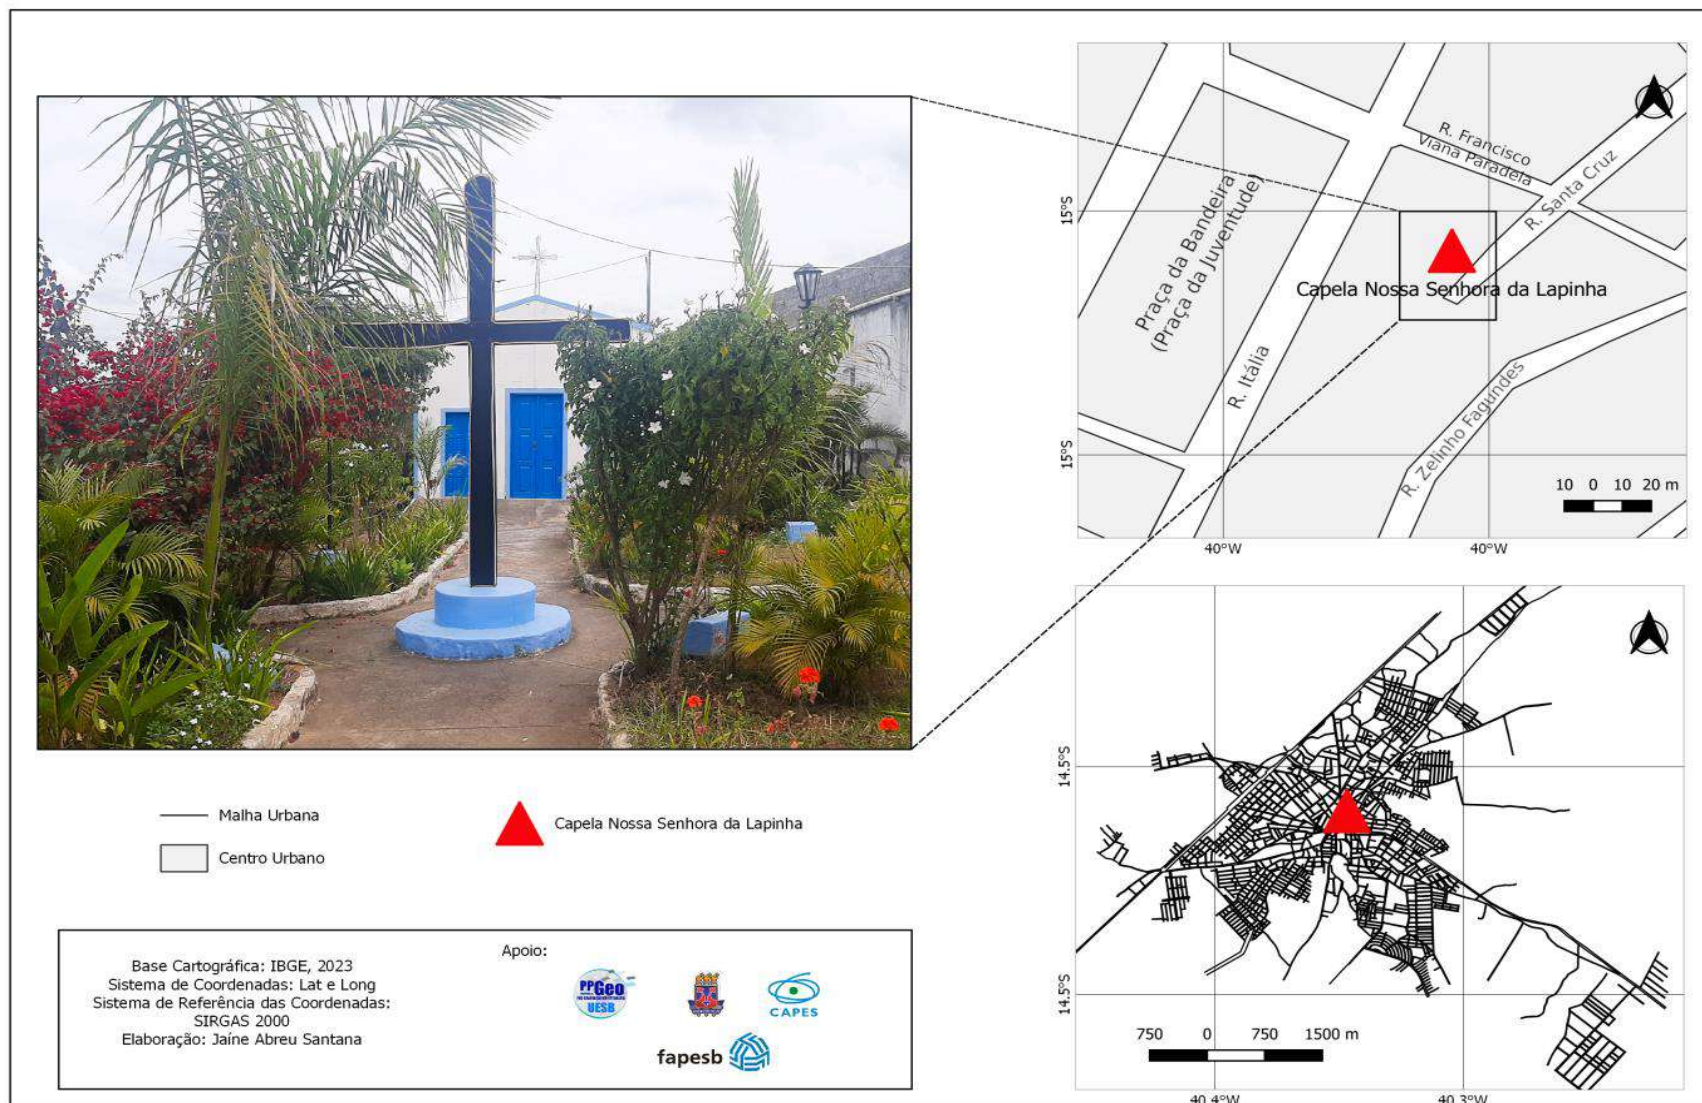 R. Francisco
Viana Paradela
R. Santa Cruz
Praça da Bandeira
(Praça da Juventude)
Capela Nossa Senhora da Lapinha
R. Itália
R. Zelinho Fagundes
15°S
15°S
10 0 10 20 m
40°W 40°W
14.5°S
14.5°S
750 0 750 1500 m
40.4°W 40.3°W
Malha Urbana
Centro Urbano
Capela Nossa Senhora da Lapinha
Base Cartográfica: IBGE, 2023
Sistema de Coordenadas: Lat e Long
Sistema de Referência das Coordenadas:
SIRGAS 2000
Elaboração: Jaíne Abreu Santana
Apoio:
PPGeo
UESB
CAPES
fapesb